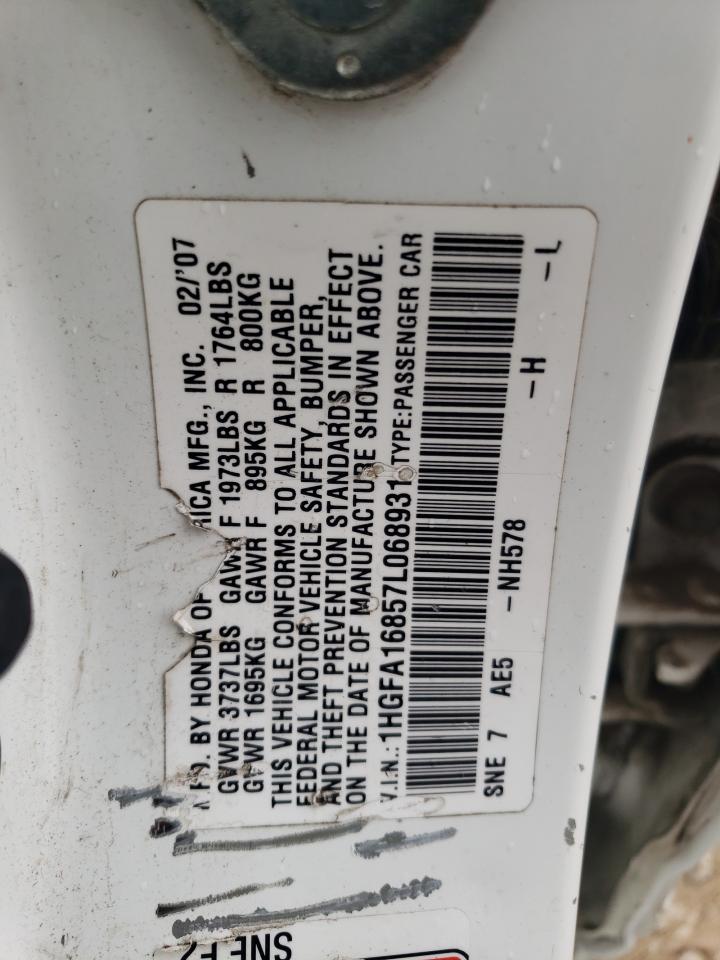 BY HONDA OF RICA MFG., INC. 02/'07
GVWR 3737LBS GAWR F 1973LBS R 1764LBS
GVWR 1695KG GAWR F 895KG R 800KG
THIS VEHICLE CONFORMS TO ALL APPLICABLE
FEDERAL MOTOR VEHICLE SAFETY, BUMPER,
AND THEFT PREVENTION STANDARDS IN EFFECT
ON THE DATE OF MANUFACTURE SHOWN ABOVE.
V.I.N.: 1HGFA16857L068931 TYPE:PASSENGER CAR
SNE 7 AE5 -NH578 -H -L